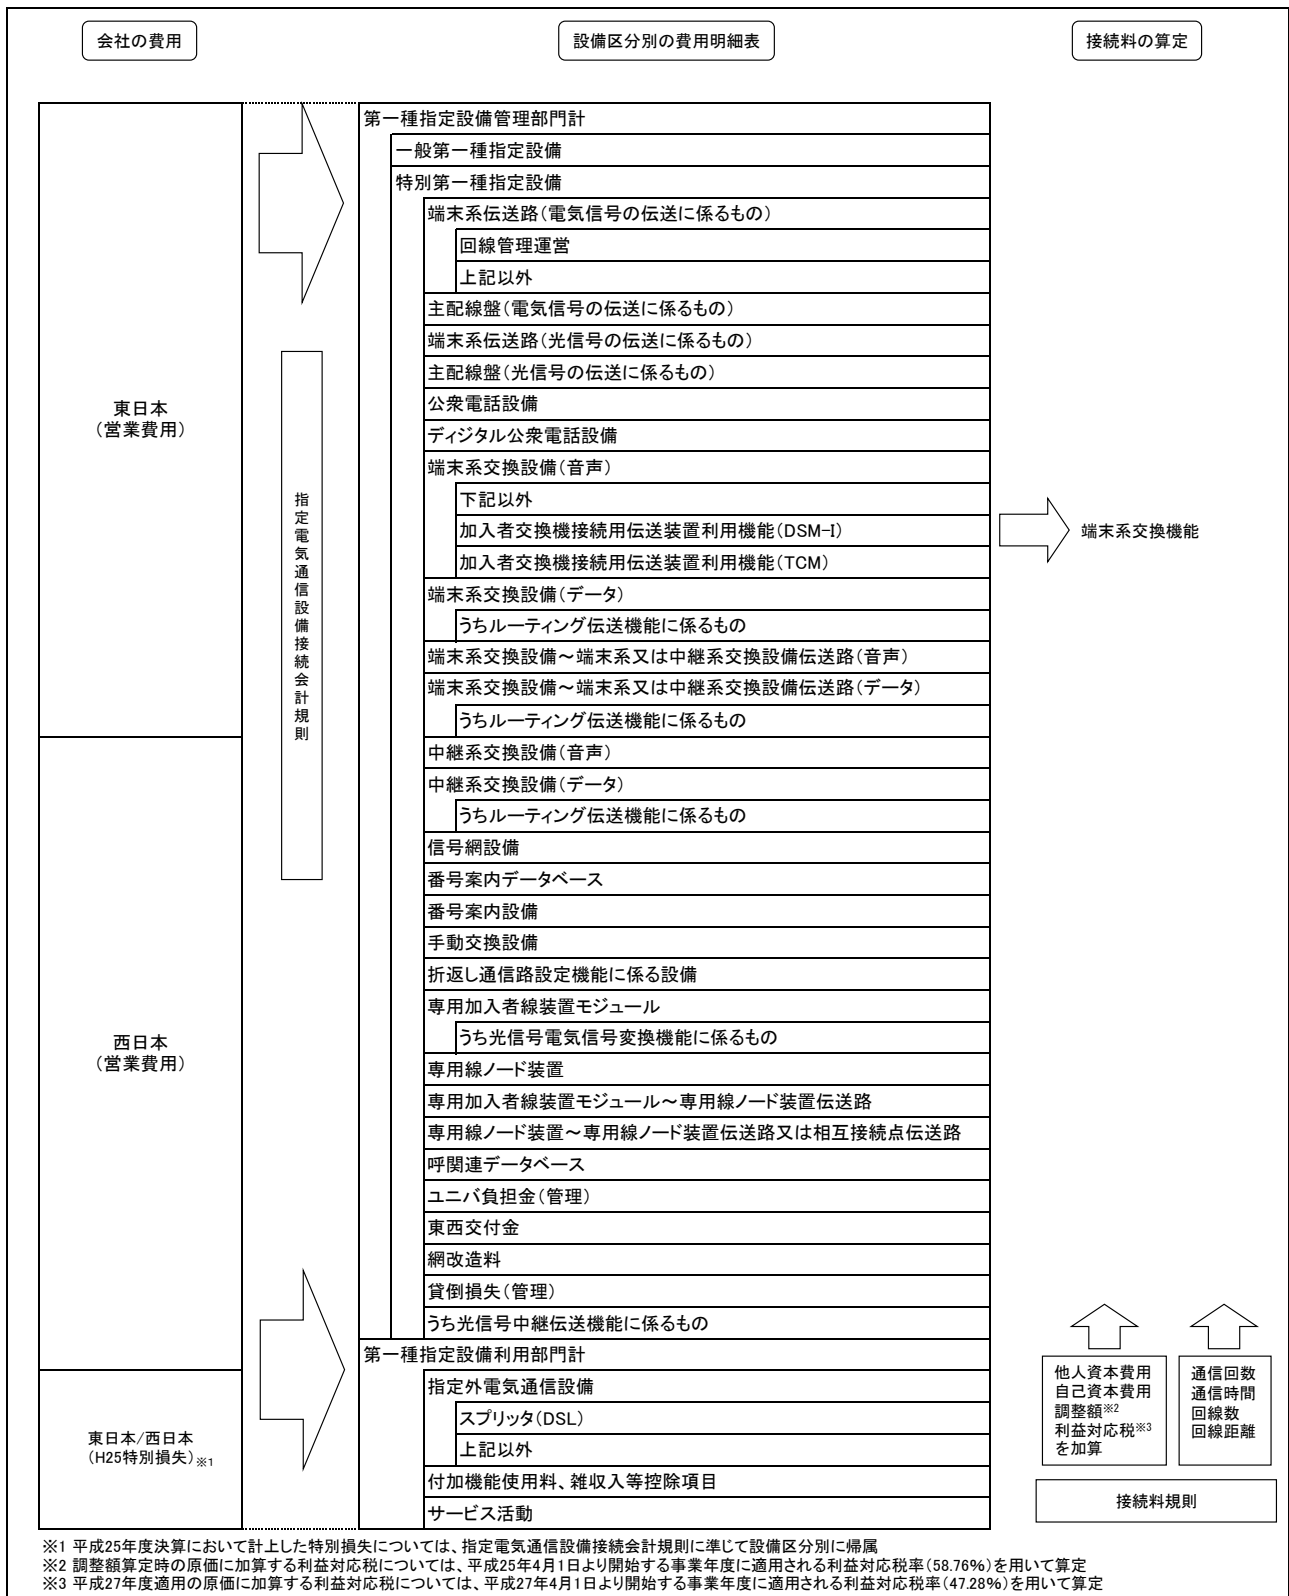 会社の費用
設備区分別の費用明細表
接続料の算定
東日本
(営業費用)
西日本
(営業費用)
東日本/西日本
(H25特別損失)※1
指定電気通信設備接続会計規則
第一種指定設備管理部門計
一般第一種指定設備
特別第一種指定設備
端末系伝送路(電気信号の伝送に係るもの)
回線管理運営
上記以外
主配線盤(電気信号の伝送に係るもの)
端末系伝送路(光信号の伝送に係るもの)
主配線盤(光信号の伝送に係るもの)
公衆電話設備
ディジタル公衆電話設備
端末系交換設備(音声)
下記以外
加入者交換機接続用伝送装置利用機能(DSM-I)
加入者交換機接続用伝送装置利用機能(TCM)
端末系交換設備(データ)
うちルーティング伝送機能に係るもの
端末系交換設備～端末系又は中継系交換設備伝送路(音声)
端末系交換設備～端末系又は中継系交換設備伝送路(データ)
うちルーティング伝送機能に係るもの
中継系交換設備(音声)
中継系交換設備(データ)
うちルーティング伝送機能に係るもの
信号網設備
番号案内データベース
番号案内設備
手動交換設備
折返し通信路設定機能に係る設備
専用加入者線装置モジュール
うち光信号電気信号変換機能に係るもの
専用線ノード装置
専用加入者線装置モジュール～専用線ノード装置伝送路
専用線ノード装置～専用線ノード装置伝送路又は相互接続点伝送路
呼関連データベース
ユニバ負担金(管理)
東西交付金
網改造料
貸倒損失(管理)
うち光信号中継伝送機能に係るもの
第一種指定設備利用部門計
指定外電気通信設備
スプリッタ(DSL)
上記以外
付加機能使用料、雑収入等控除項目
サービス活動
端末系交換機能
他人資本費用
自己資本費用
調整額※2
利益対応税※3
を加算
通信回数
通信時間
回線数
回線距離
接続料規則
※1 平成25年度決算において計上した特別損失については、指定電気通信設備接続会計規則に準じて設備区分別に帰属
※2 調整額算定時の原価に加算する利益対応税については、平成25年4月1日より開始する事業年度に適用される利益対応税率(58.76%)を用いて算定
※3 平成27年度適用の原価に加算する利益対応税については、平成27年4月1日より開始する事業年度に適用される利益対応税率(47.28%)を用いて算定